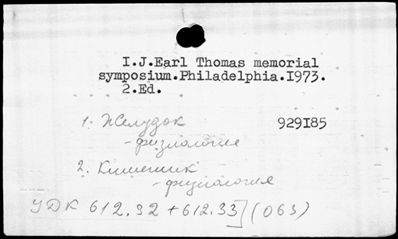 I.J.Earl Thomas memorial
symposium.Philadelphia.I973.
2.Ed.
1. Желудок 929I85
- физиология
2. Кишечник
- физиология
УДК 612.32 + 612.33] (063)